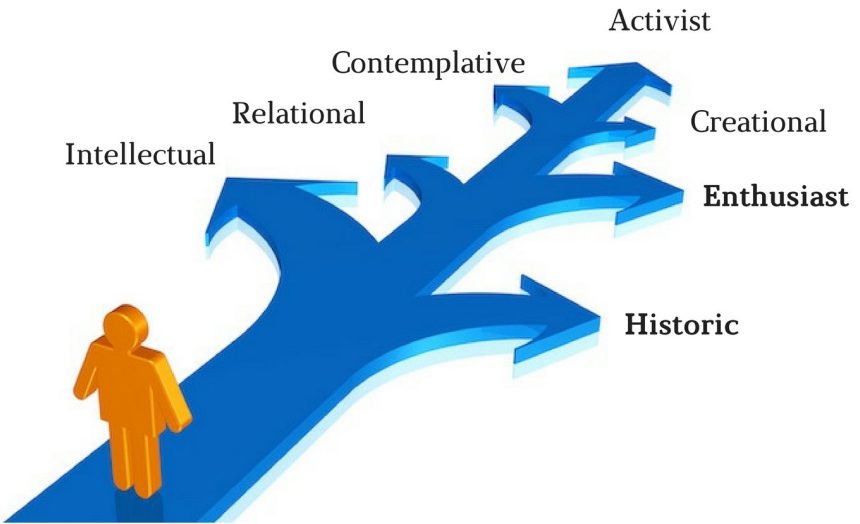 Activist
Contemplative
Relational
Creational
Intellectual
Enthusiast
Historic